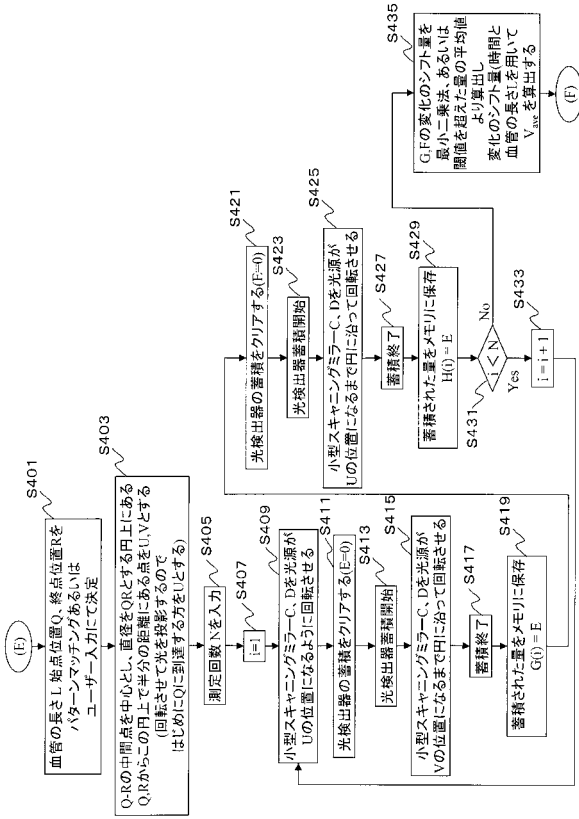 (E)
S401
血管の長さL 始点位置Q、終点位置Rを
パターンマッチングあるいは
ユーザー入力にて決定
S403
Q-Rの中間点を中心とし、直径をQRとする円上にある
Q,Rからこの円上で半分の距離にある点をU,Vとする
(回転させて光を投影するので
はじめにQに到達する方をUとする)
S405
測定回数 Nを入力
S407
i=1
S409
小型スキャニングミラーC、Dを光源が
Uの位置になるように回転させる
S411
光検出器の蓄積をクリアする(E=0)
S413
光検出器蓄積開始
S415
小型スキャニングミラーC、Dを光源が
Vの位置になるまで円に沿って回転させる
S417
蓄積終了
S419
蓄積された量をメモリに保存
G(i) = E
S421
光検出器の蓄積をクリアする(E=0)
S423
光検出器蓄積開始
S425
小型スキャニングミラーC、Dを光源が
Uの位置になるまで円に沿って回転させる
S427
蓄積終了
S429
蓄積された量をメモリに保存
H(i) = E
S431
i < N
No
Yes
S433
i = i + 1
S435
G,Fの変化のシフト量を
最小二乗法、あるいは
閾値を超えた量の平均値
より算出し
変化のシフト量(時間と
血管の長さLを用いて
Vave を算出する
(F)